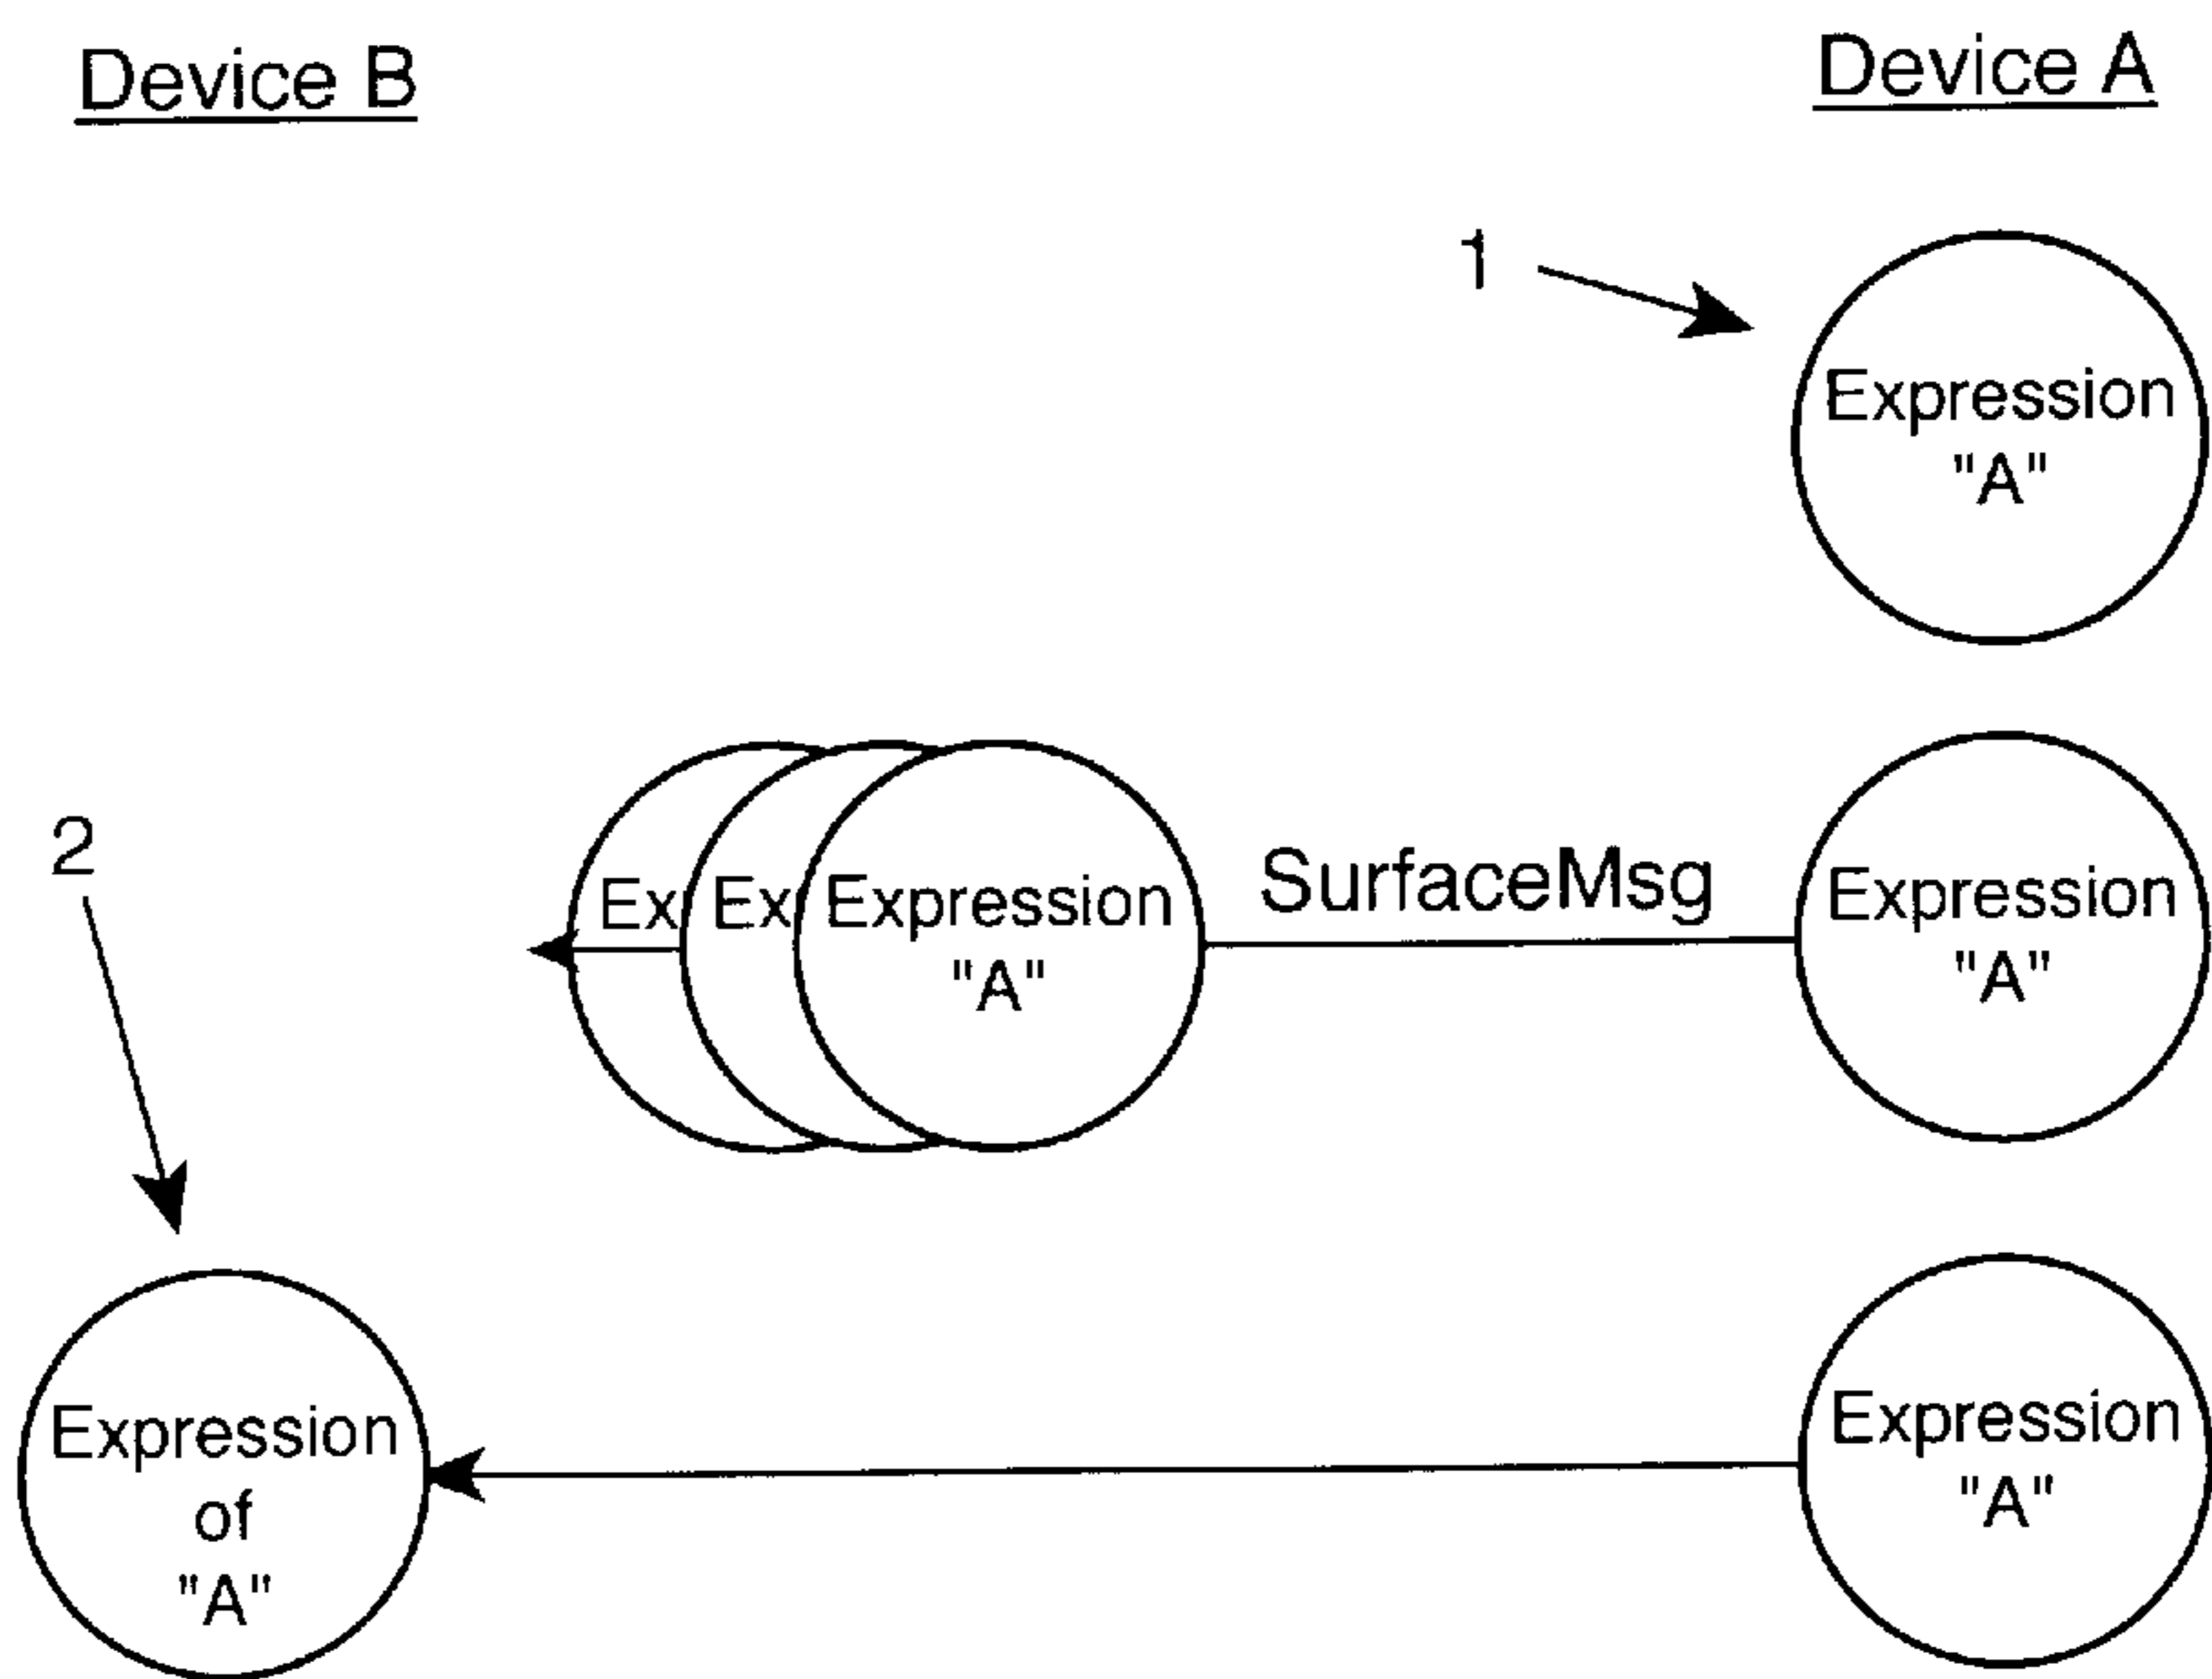 Device B
Device A
1
Expression
"A"
2
Ex
Ex
Expression
"A"
SurfaceMsg
Expression
"A"
Expression
of
"A"
Expression
"A"